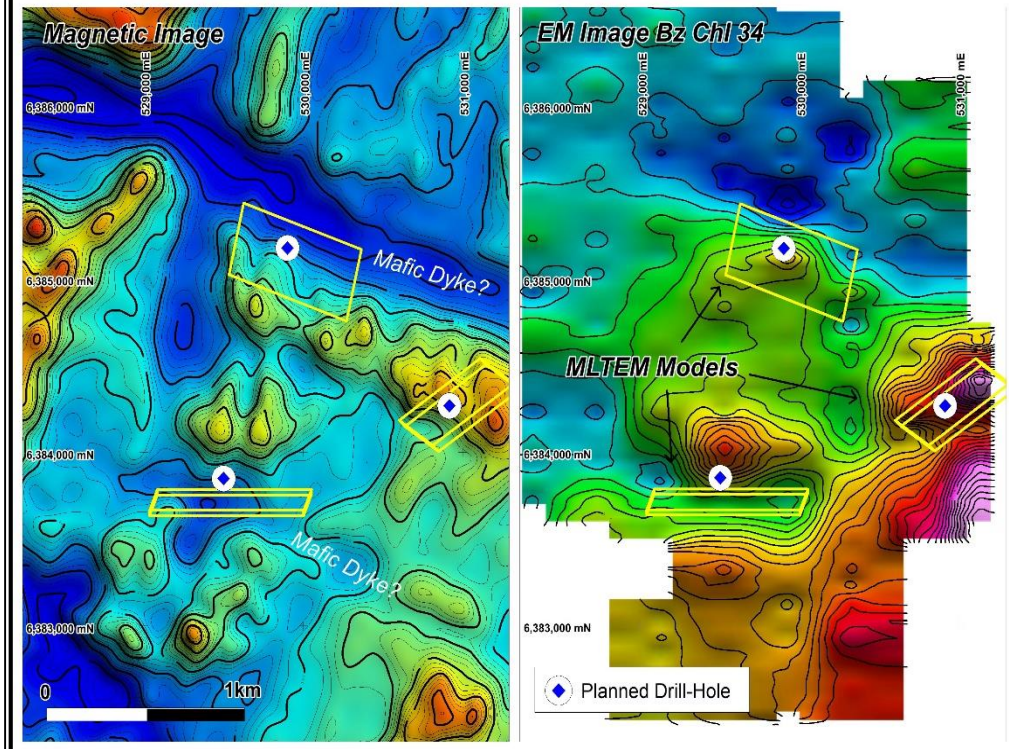 Magnetic Image
529,000 mE
530,000 mE
531,000 mE
6,386,000 mN
Mafic Dyke?
6,385,000 mN
6,384,000 mN
Mafic Dyke?
6,383,000 mN
0 1km
EM Image Bz Chl 34
529,000 mE
530,000 mE
531,000 mE
6,386,000 mN
6,385,000 mN
MLTEM Models
6,384,000 mN
6,383,000 mN
Planned Drill-Hole